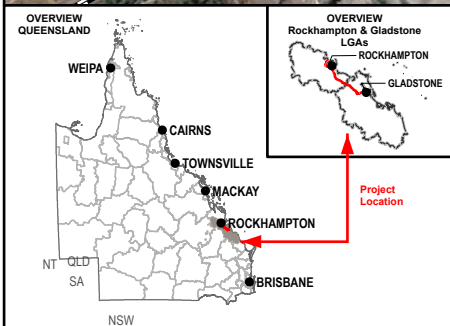 OVERVIEW
QUEENSLAND
WEIPA
CAIRNS
TOWNSVILLE
MACKAY
ROCKHAMPTON
BRISBANE
NT QLD
SA
NSW
OVERVIEW
Rockhampton & Gladstone
LGAs
ROCKHAMPTON
GLADSTONE
Project
Location